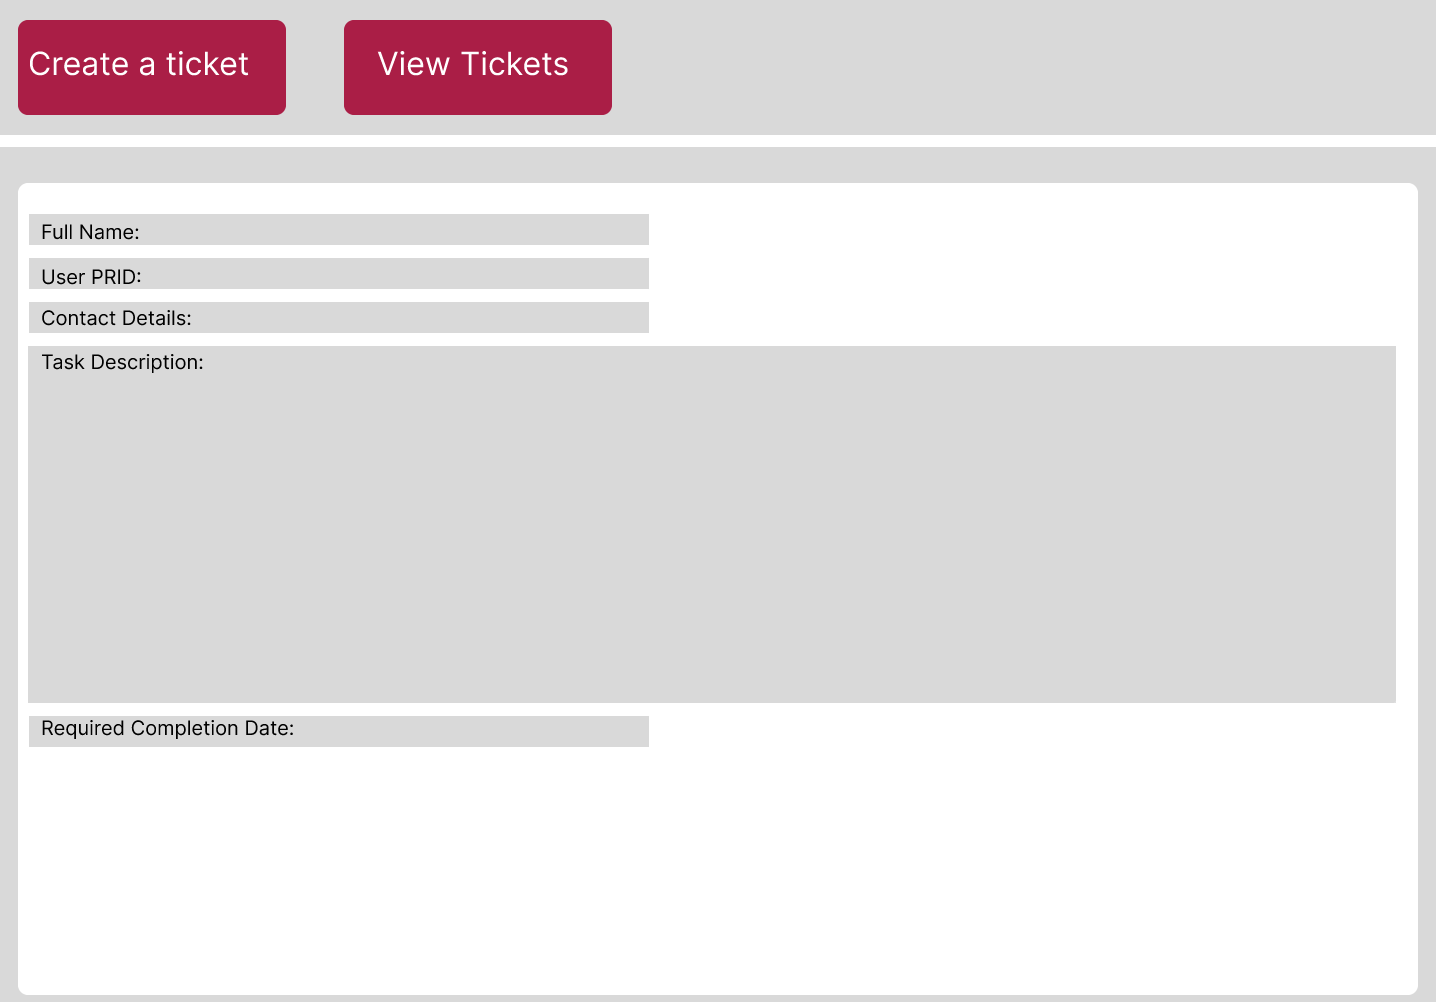 Create a ticket
View Tickets
Full Name:
User PRID:
Contact Details:
Task Description:
Required Completion Date: